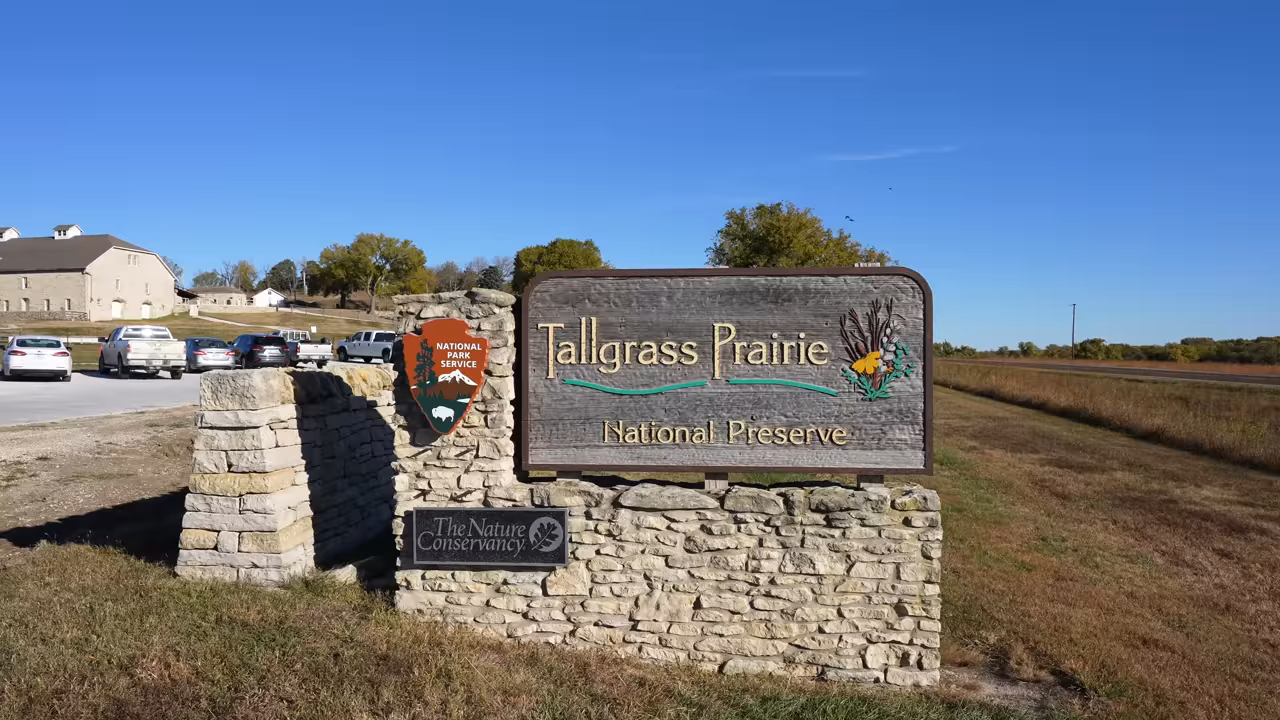 NATIONAL
PARK
SERVICE
Tallgrass Prairie
National Preserve
The Nature
Conservancy